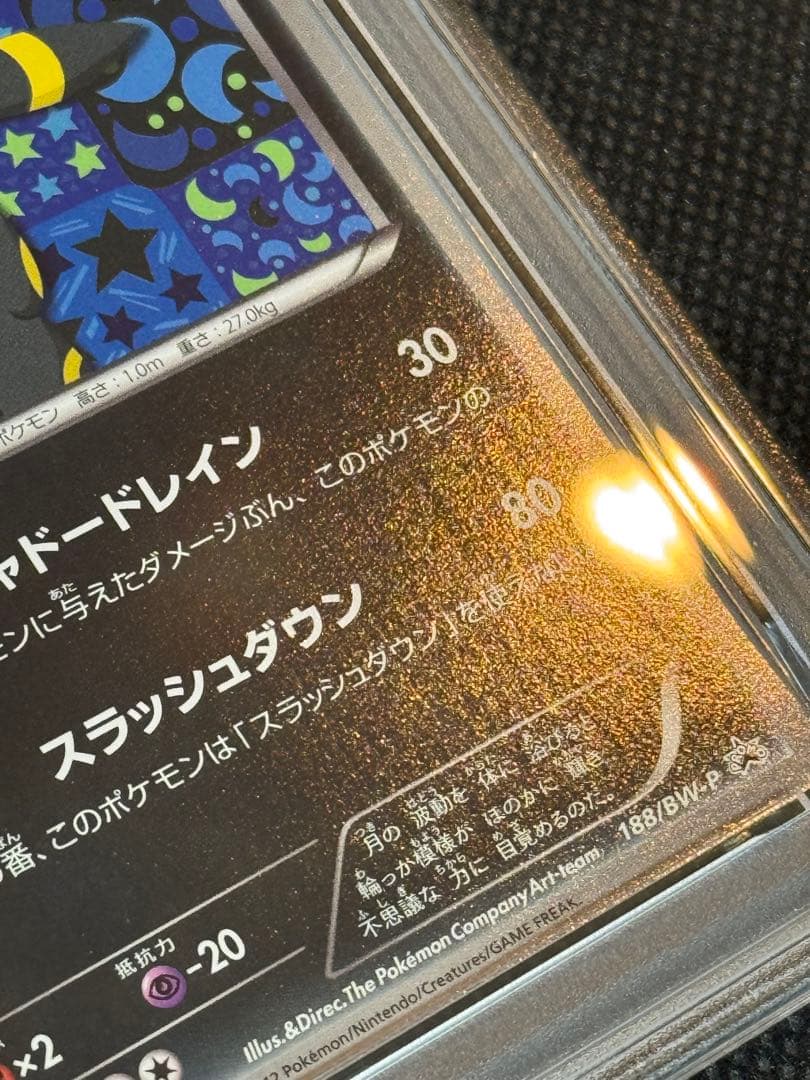 ポケモン 高さ：1.0m 重さ：27.0kg
ャドードレイン 30
モンに与えたダメージぶん、このポケモンの
スラッシュダウン 80
番、このポケモンは「スラッシュダウン」を使えない
抵抗力
-20
×2
月の 波動を 体に 浴びると
輪っか模様が ほのかに 輝き
不思議な 力に 目覚めるのだ。
Illus.&Direc.The Pokémon Company Art-team 188/BW-P
Pokémon/Nintendo/Creatures/GAME FREAK.